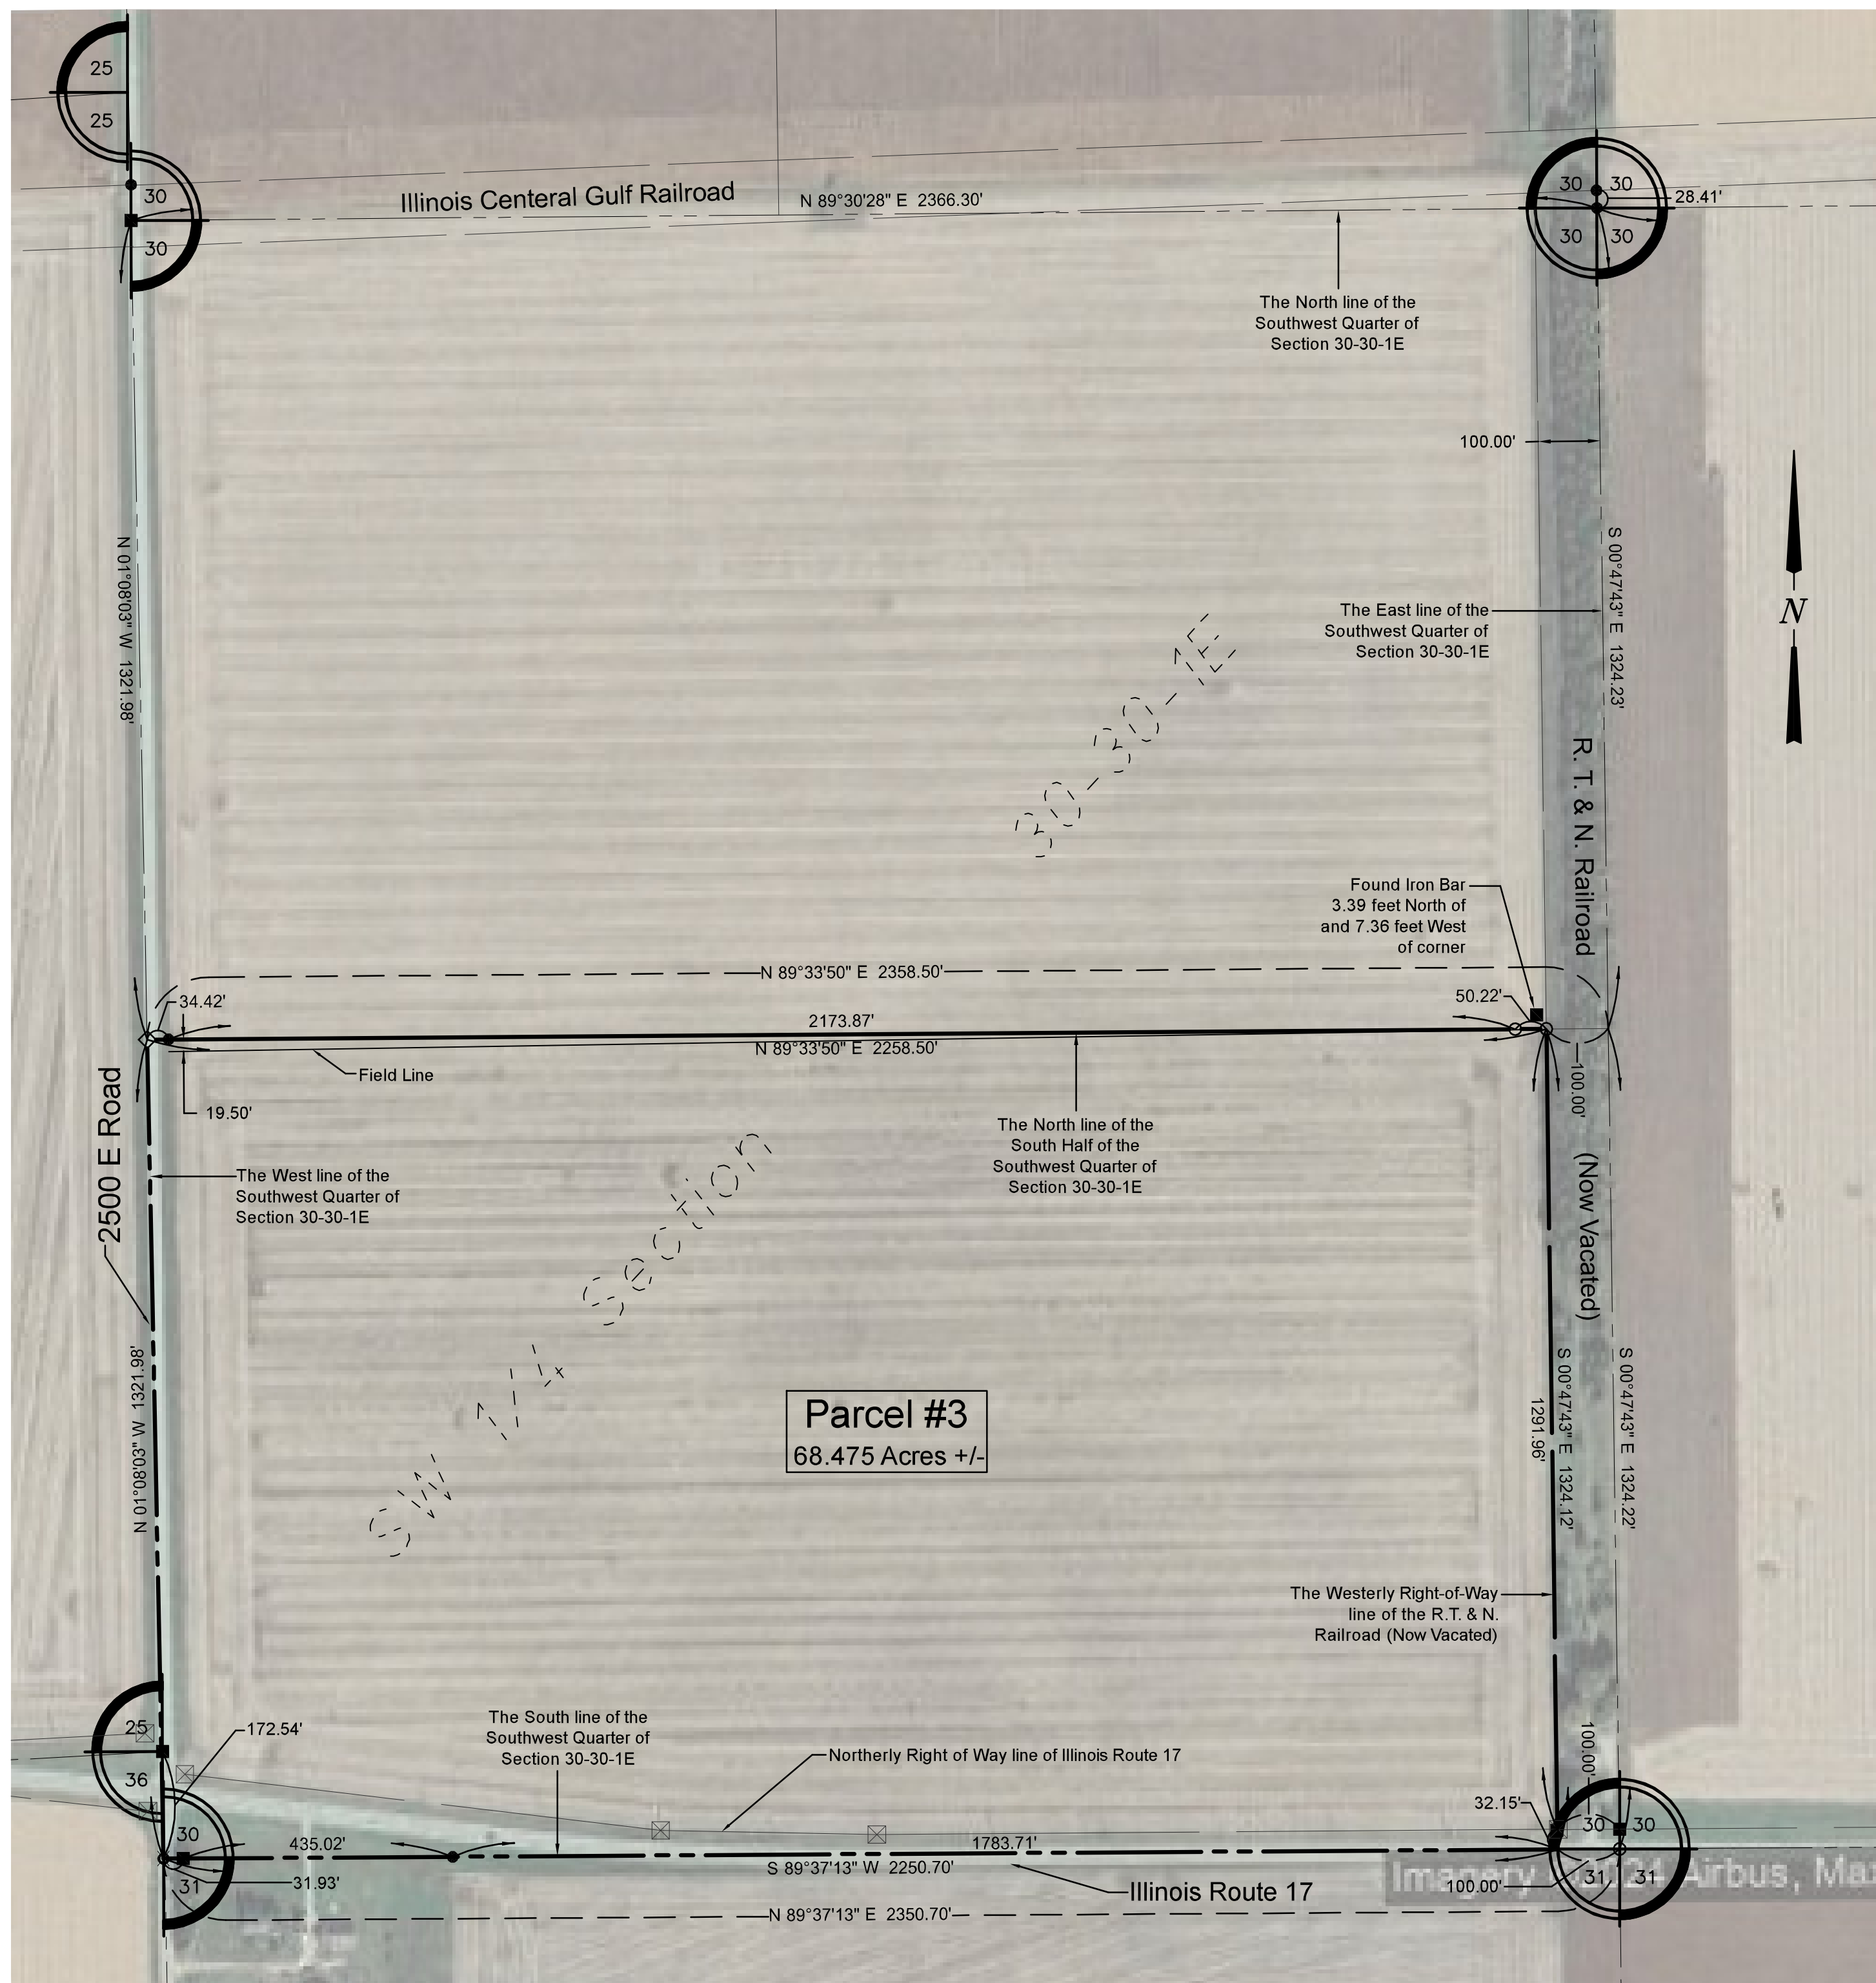 25
25
30
30
Illinois Central Gulf Railroad
N 89°30'28" E 2366.30'
30 30
28.41'
30 30
The North line of the
Southwest Quarter of
Section 30-30-1E
100.00'
N 01°08'03" W 1321.98'
S 00°47'43" E 1324.23'
The East line of the
Southwest Quarter of
Section 30-30-1E
N
R. T. & N. Railroad
(Now Vacated)
SW 1/4 Section 30-30-1E
Found Iron Bar
3.39 feet North of
and 7.36 feet West
of corner
N 89°33'50" E 2358.50'
34.42'
50.22'
2173.87'
N 89°33'50" E 2258.50'
Field Line
19.50'
100.00'
2500 E Road
The West line of the
Southwest Quarter of
Section 30-30-1E
The North line of the
South Half of the
Southwest Quarter of
Section 30-30-1E
N 01°08'03" W 1321.98'
Parcel #3
68.475 Acres +/-
1291.96'
S 00°47'43" E 1324.12'
S 00°47'43" E 1324.22'
The Westerly Right-of-Way
line of the R.T. & N.
Railroad (Now Vacated)
25
36
172.54'
The South line of the
Southwest Quarter of
Section 30-30-1E
Northerly Right of Way line of Illinois Route 17
100.00'
32.15'
30
31
435.02'
31.93'
1783.71'
S 89°37'13" W 2250.70'
30 30
31 31
100.00'
Illinois Route 17
Imagery Airbus,
N 89°37'13" E 2350.70'